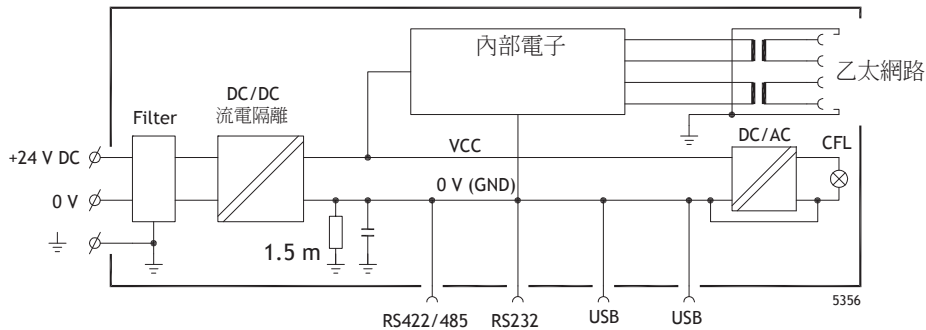 內部電子
乙太網路
DC/DC
流電隔離
Filter
DC/AC
CFL
+24 V DC
VCC
0 V
0 V (GND)
1.5 m
5356
RS422/485
RS232
USB
USB